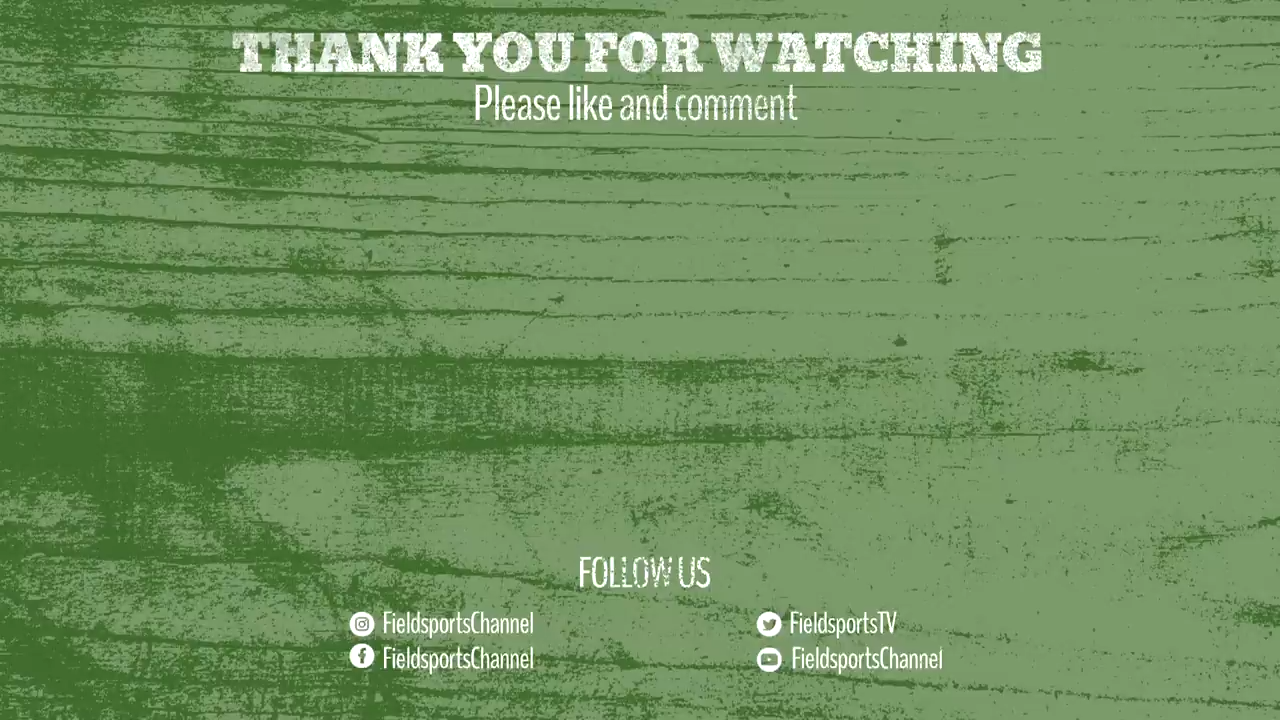 THANK YOU FOR WATCHING
Please like and comment
FOLLOW US
FieldsportsChannel
FieldsportsTV
FieldsportsChannel
FieldsportsChannel